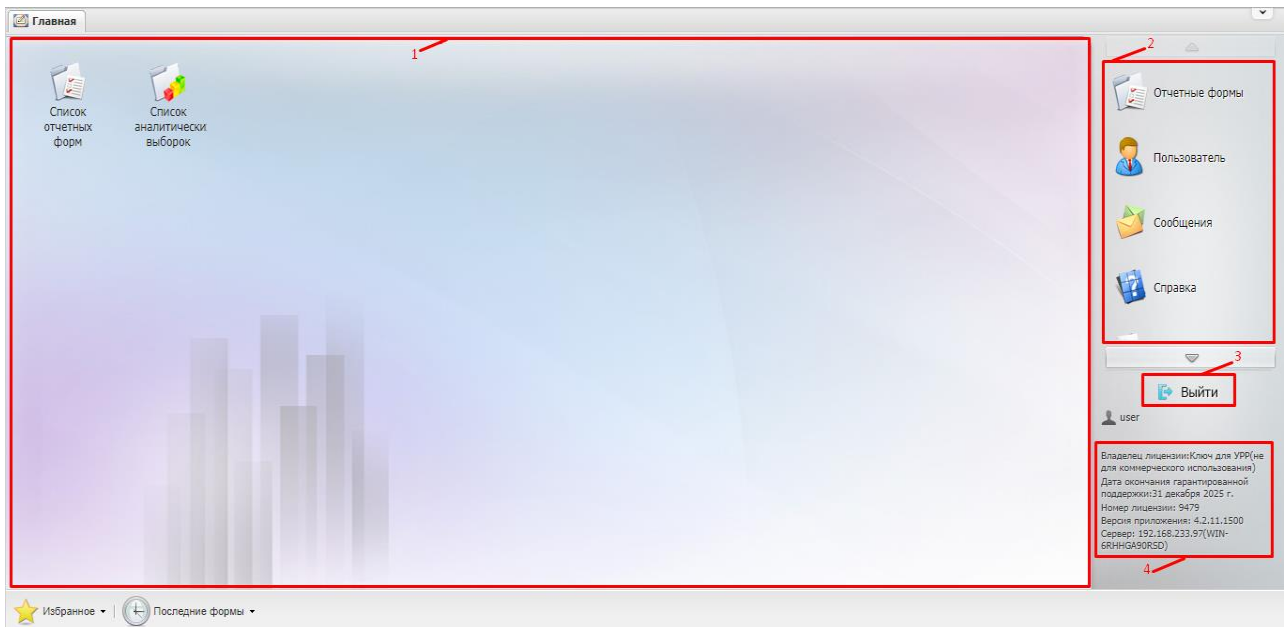 Главная
1
2
Список
отчетных
форм
Список
аналитически
выборок
Отчетные формы
Пользователь
Сообщения
Справка
3
Выйти
user
Владелец лицензии:Ключ для УРР(не
для коммерческого использования)
Дата окончания гарантированной
поддержки:31 декабря 2025 г.
Номер лицензии: 9479
Версия приложения: 4.2.11.1500
Сервер: 192.168.233.97(WIN-
6RHHGA90RSD)
4
Избранное
Последние формы